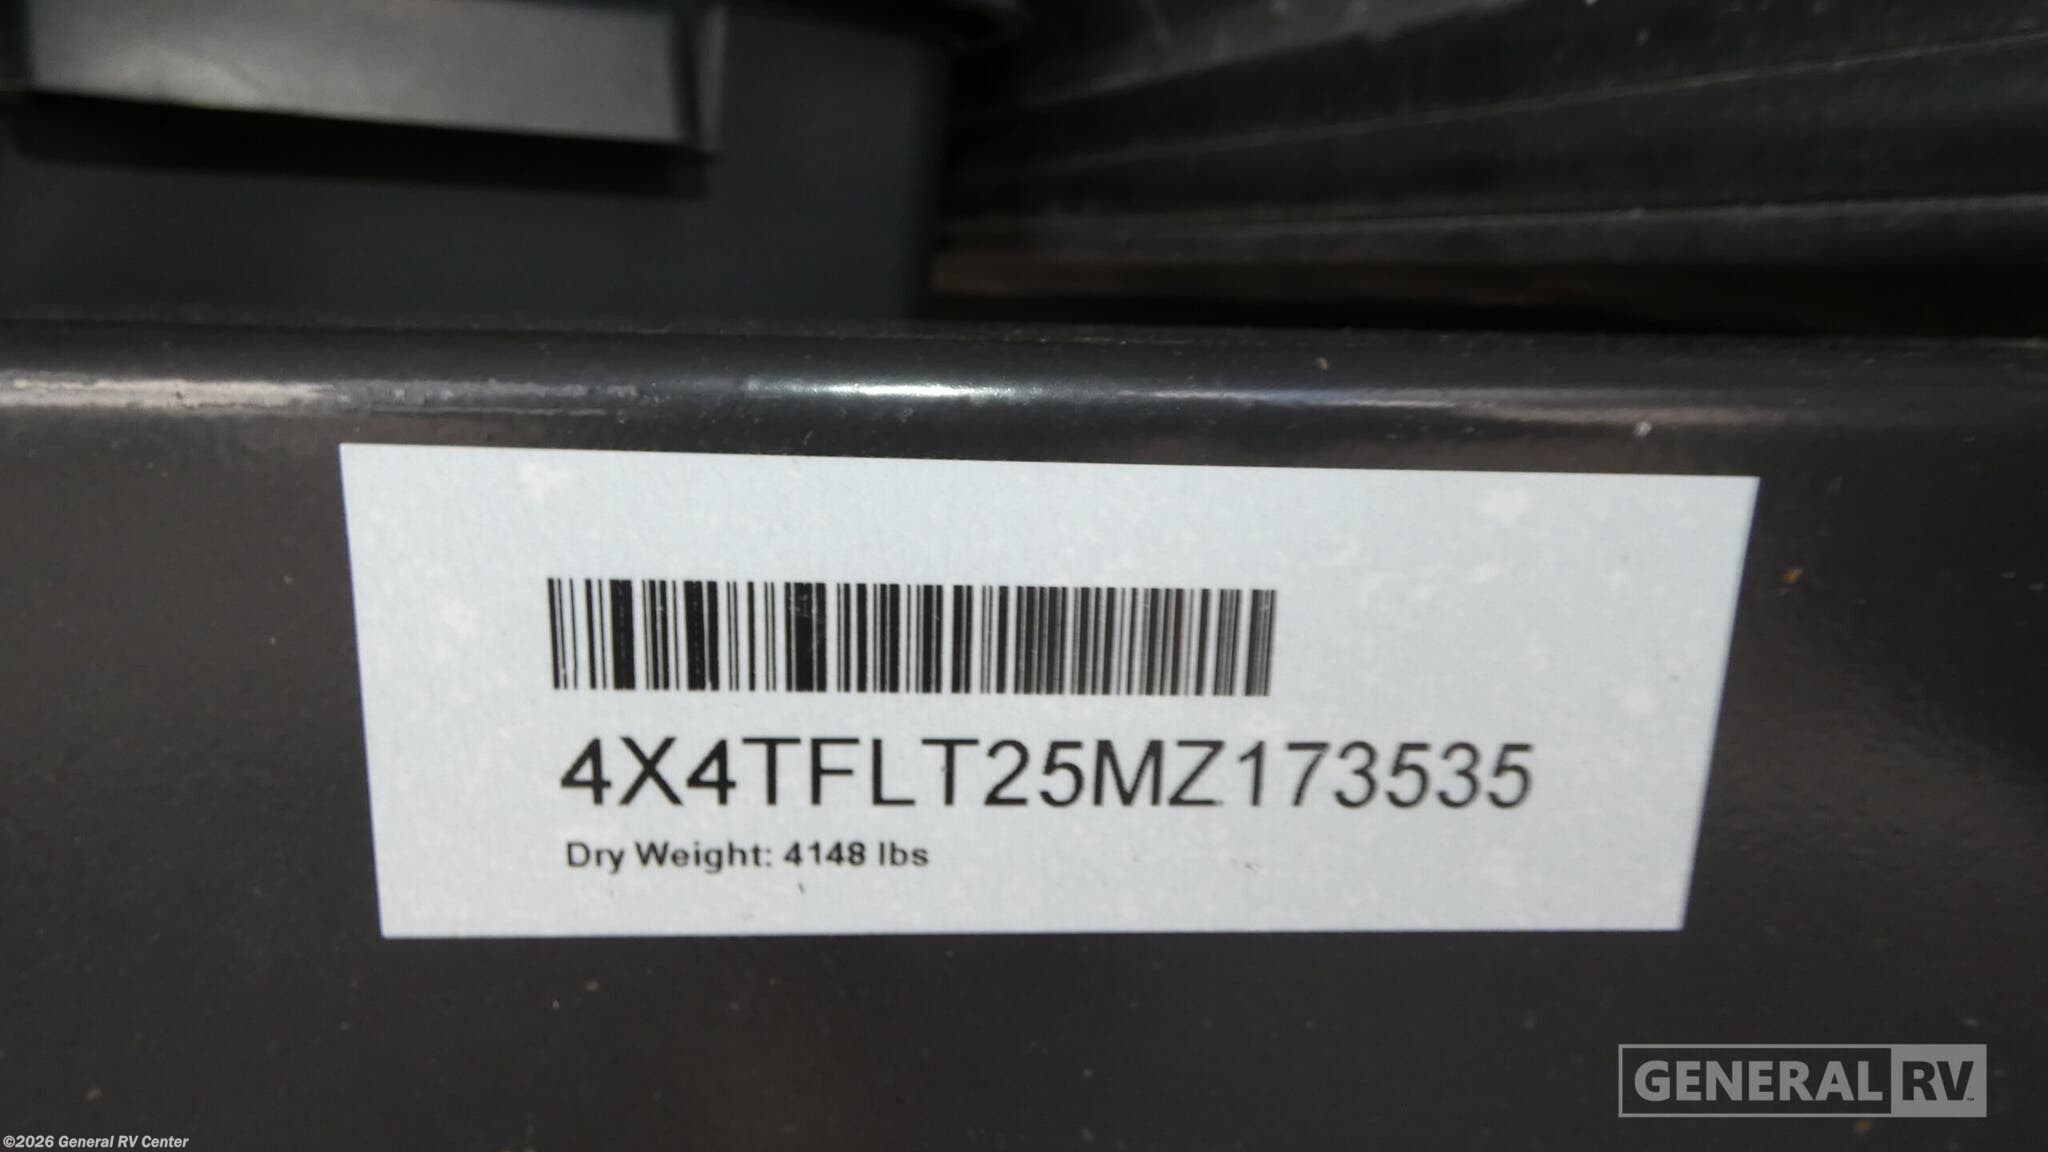 4X4TFLT25MZ173535
Dry Weight: 4148 lbs
GENERAL RV
©2026 General RV Center